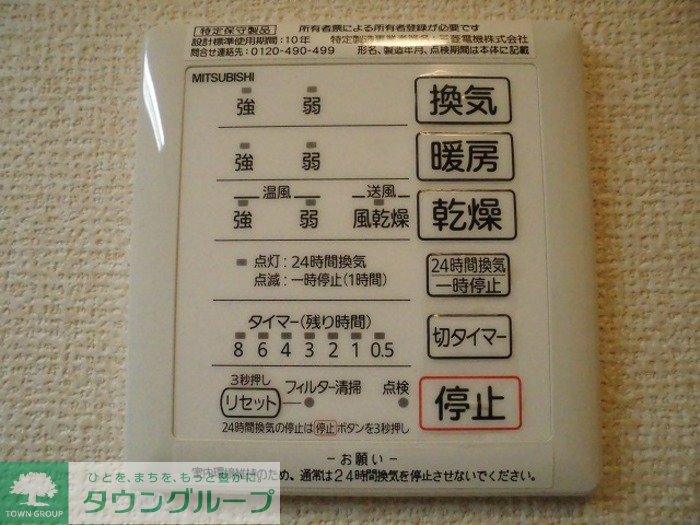 特定保守製品 所有者票による所有者登録が必要です
設計標準使用期間:10年 特定製造事業者等名:三菱電機株式会社
問合せ連絡先:0120-490-499 形名、製造年月、点検期間は本体に記載
MITSUBISHI
強 弱 換気
強 弱 暖房
温風 送風
強 弱 風乾燥 乾燥
点灯:24時間換気
点滅:一時停止(1時間)
24時間換気
一時停止
タイマー(残り時間)
8 6 4 3 2 1 0.5
切タイマー
3秒押し
リセット フィルター清掃 点検
停止
24時間換気の停止は停止ボタンを3秒押し
-お願い-
室内環境維持のため、通常は24時間換気を停止させないでください。
ひとを、まちを、もっと豊かに。
タウングループ
TOWN GROUP